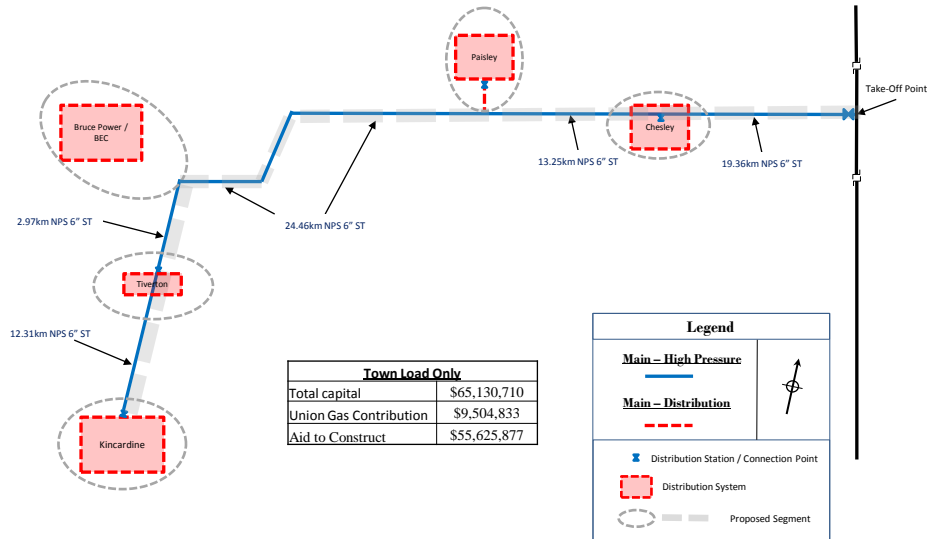 Paisley
Take-Off Point
Bruce Power /
BEC
Chesley
13.25km NPS 6” ST
19.36km NPS 6” ST
2.97km NPS 6” ST
24.46km NPS 6” ST
Tiverton
12.31km NPS 6” ST
Kincardine
Town Load Only
Total capital $65,130,710
Union Gas Contribution $9,504,833
Aid to Construct $55,625,877
Legend
Main – High Pressure
Main – Distribution
Distribution Station / Connection Point
Distribution System
Proposed Segment